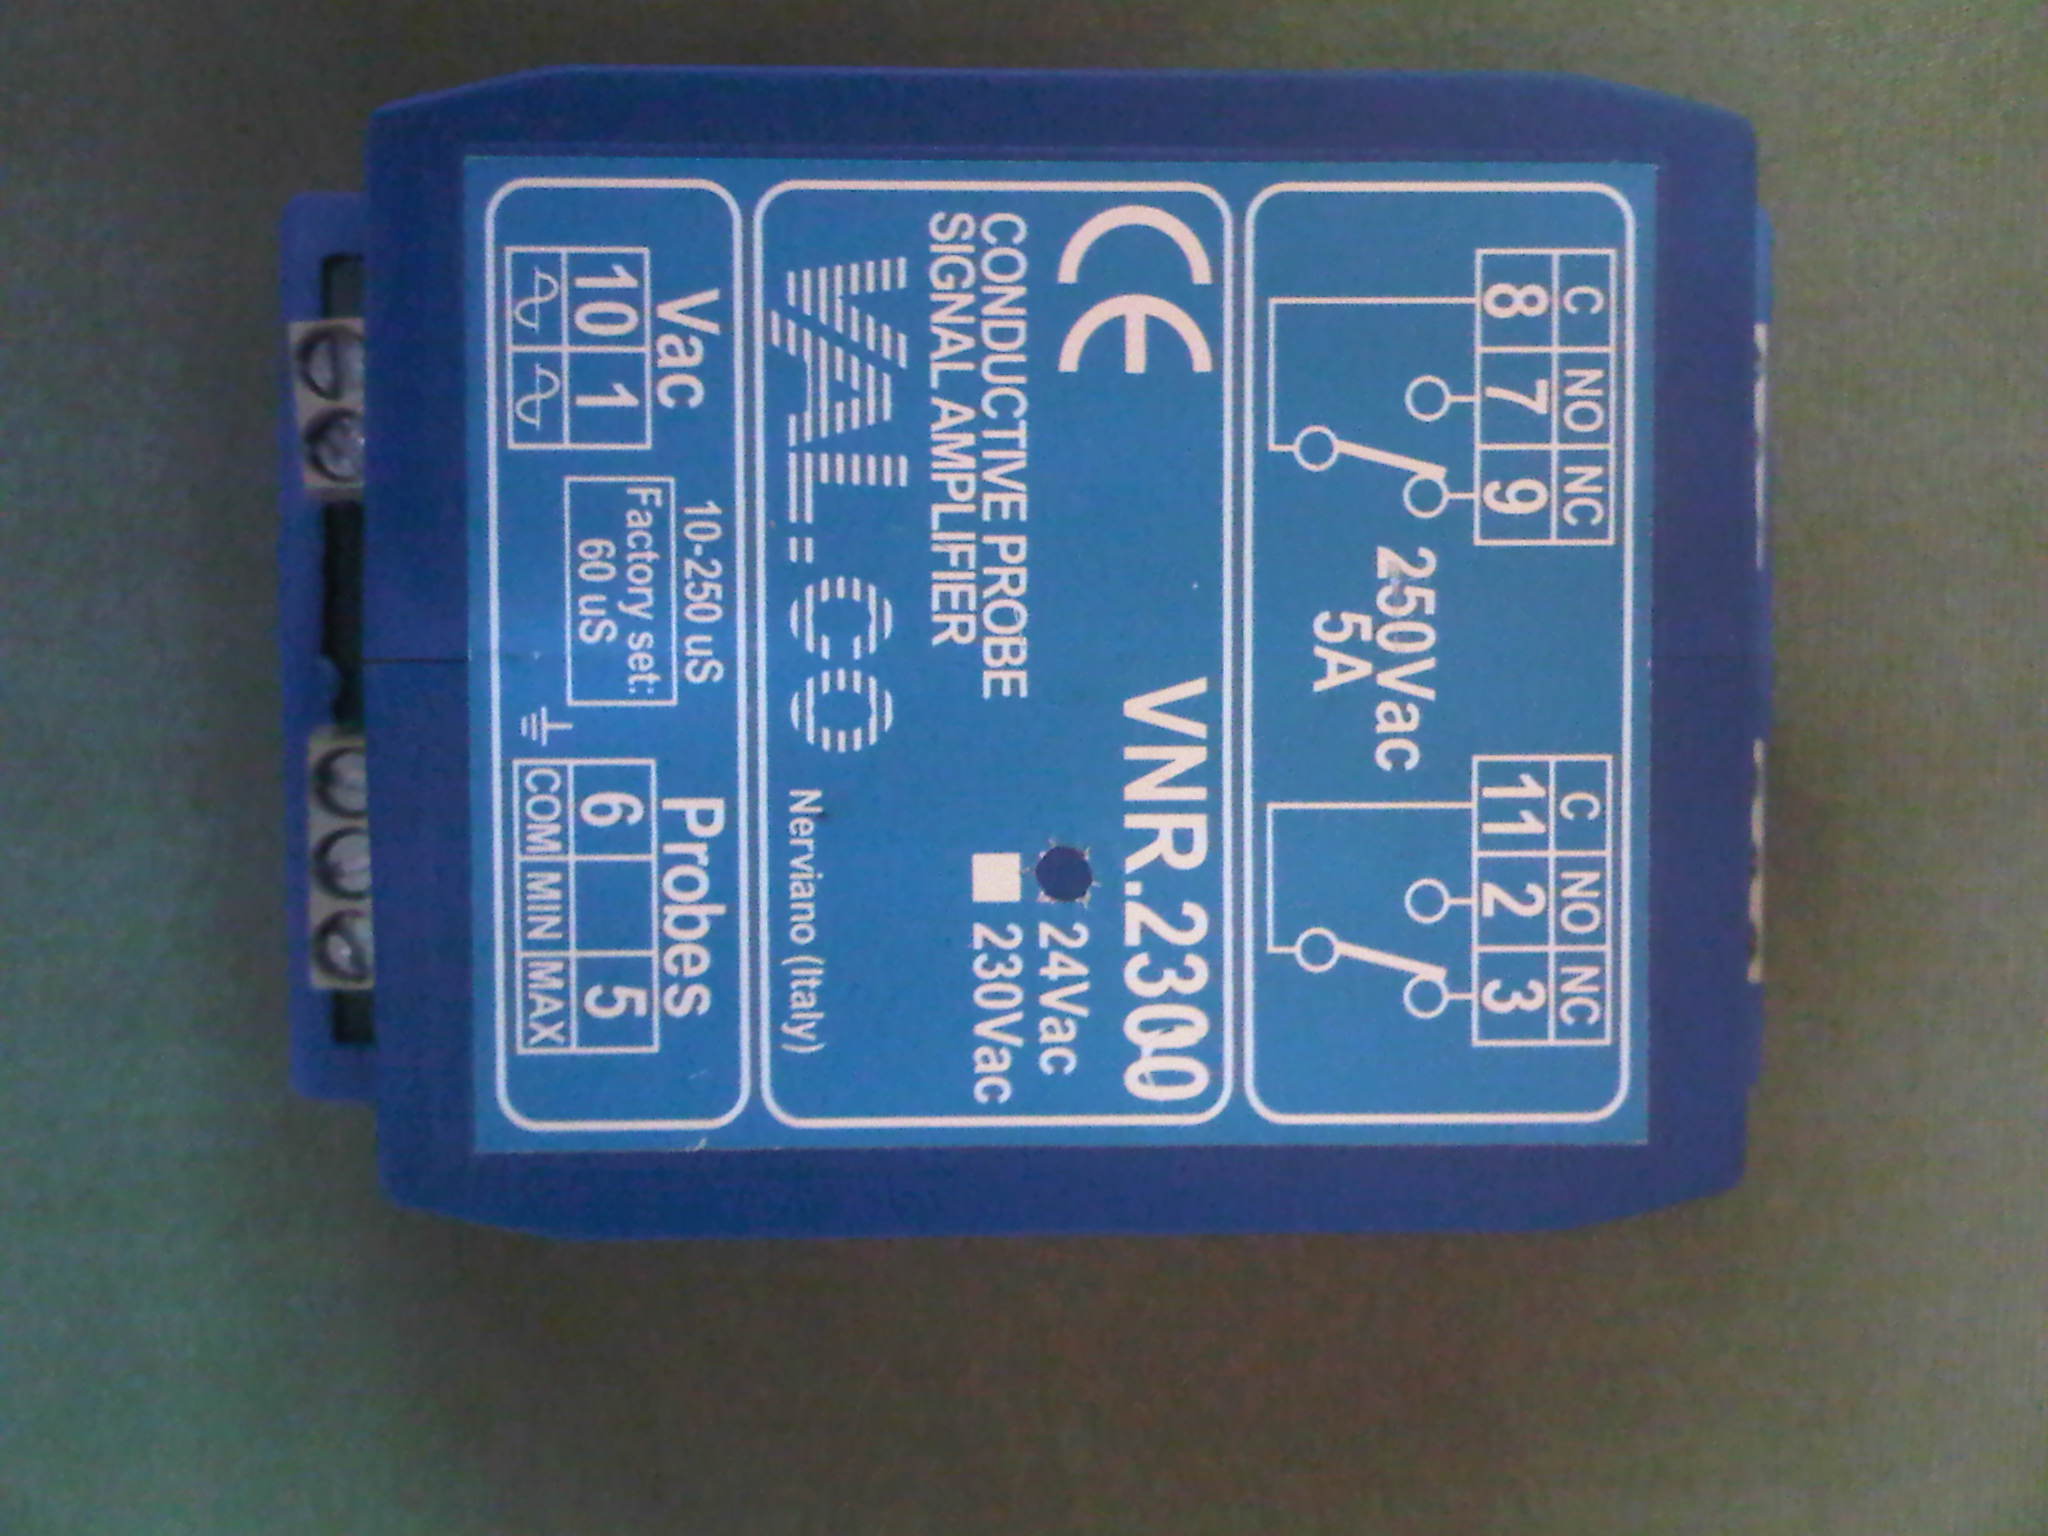 C NO NC
8 7 9
C NO NC
11 2 3
250Vac
5A
CE
VNR.2300
24Vac
230Vac
CONDUCTIVE PROBE
SIGNAL AMPLIFIER
VALCO
Nerviano (Italy)
Vac
10 1
10-250 uS
Factory set:
60 uS
Probes
6 5
COM MIN MAX